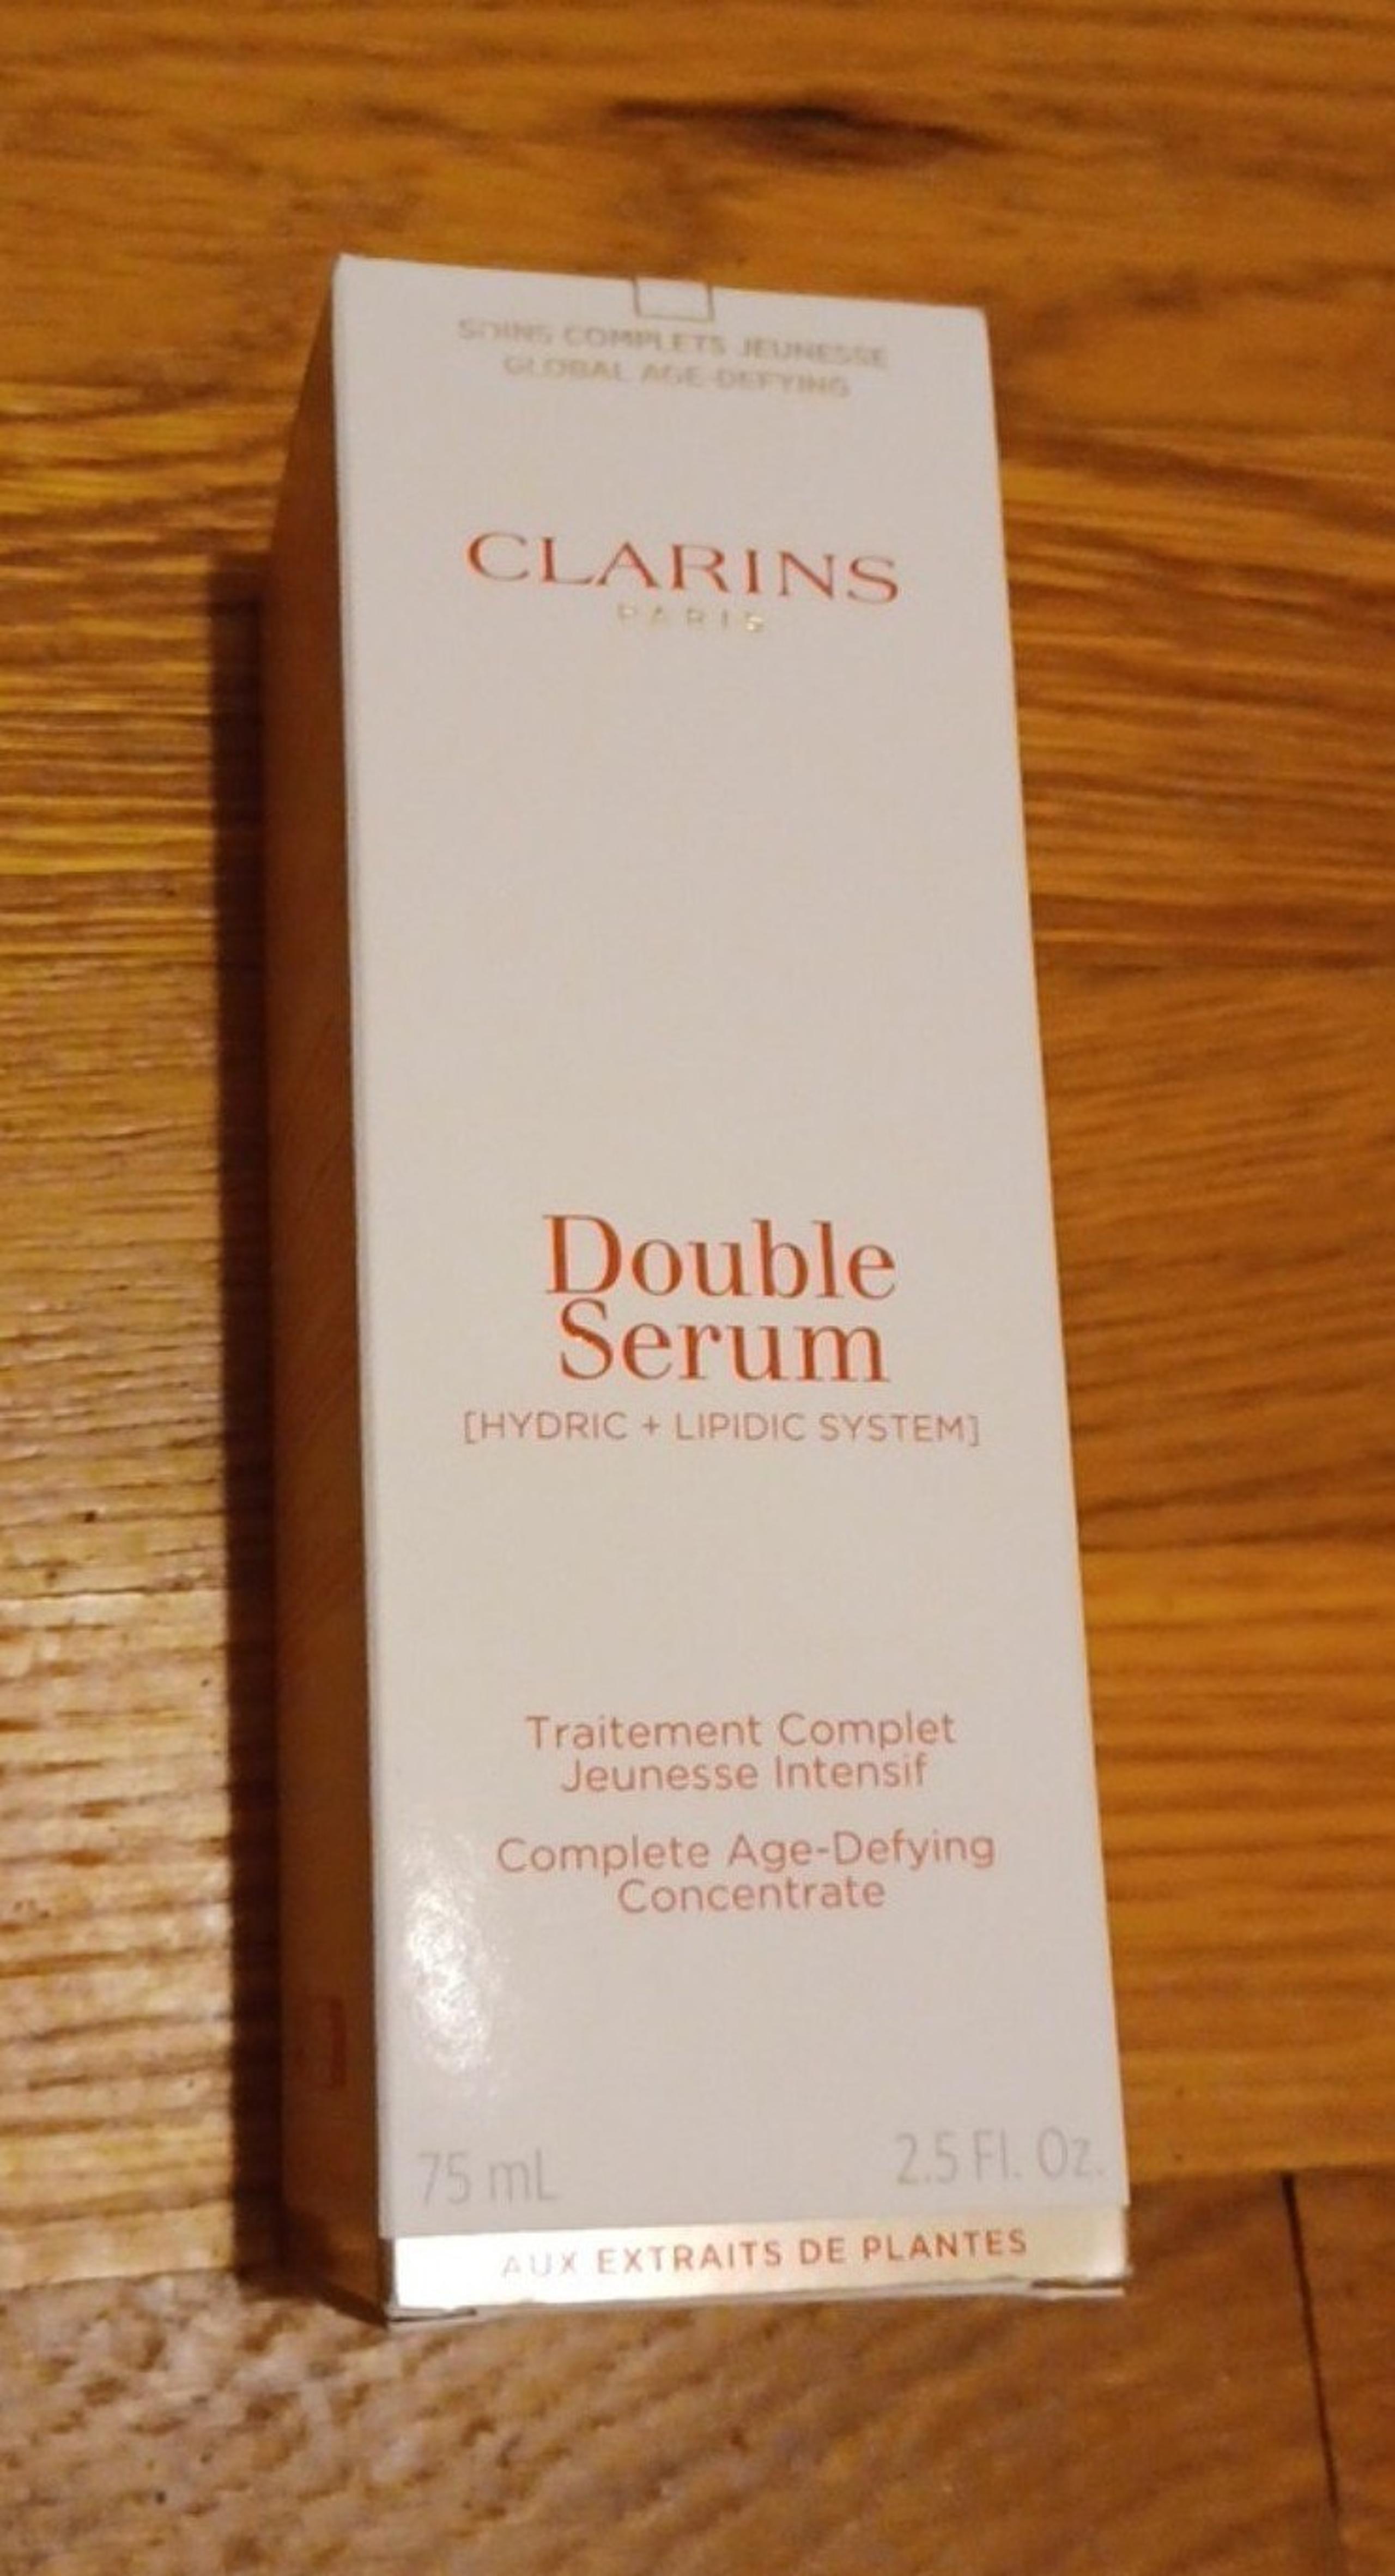 SOINS COMPLETS JEUNESSE
GLOBAL AGE-DEFYING
CLARINS
PARIS
Double
Serum
[HYDRIC + LIPIDIC SYSTEM]
Traitement Complet
Jeunesse Intensif
Complete Age-Defying
Concentrate
75 mL 2.5 Fl. Oz.
AUX EXTRAITS DE PLANTES